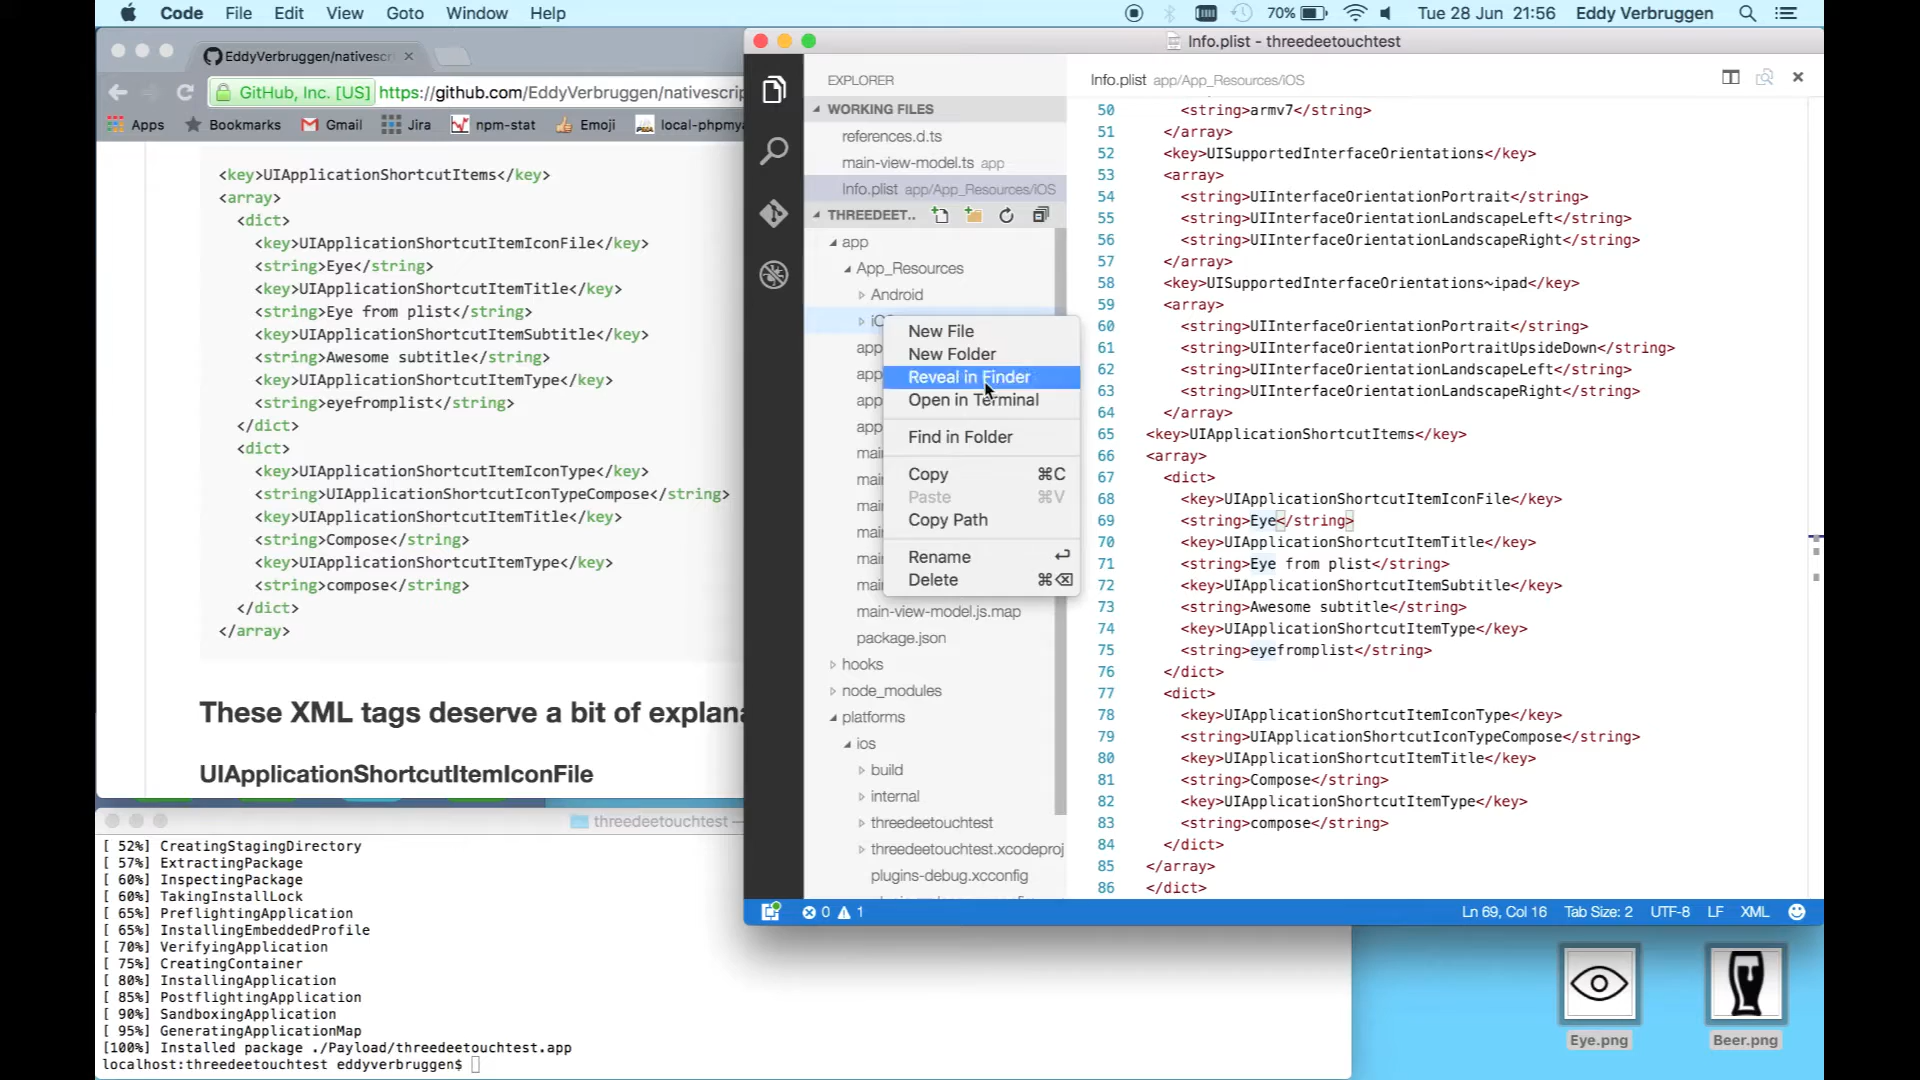 Code File Edit View Goto Window Help 70% Tue 28 Jun 21:56 Eddy Verbruggen
EddyVerbruggen/nativescri
GitHub, Inc. [US] https://github.com/EddyVerbruggen/nativescrip
Apps Bookmarks Gmail Jira npm-stat Emoji local-phpmya
<key>UIApplicationShortcutItems</key>
<array>
<dict>
<key>UIApplicationShortcutItemIconFile</key>
<string>Eye</string>
<key>UIApplicationShortcutItemTitle</key>
<string>Eye from plist</string>
<key>UIApplicationShortcutItemSubtitle</key>
<string>Awesome subtitle</string>
<key>UIApplicationShortcutItemType</key>
<string>eyefromplist</string>
</dict>
<dict>
<key>UIApplicationShortcutItemIconType</key>
<string>UIApplicationShortcutIconTypeCompose</string>
<key>UIApplicationShortcutItemTitle</key>
<string>Compose</string>
<key>UIApplicationShortcutItemType</key>
<string>compose</string>
</dict>
</array>
These XML tags deserve a bit of explana
UIApplicationShortcutItemIconFile
threedeetouchtest —
[ 52%] CreatingStagingDirectory
[ 57%] ExtractingPackage
[ 60%] InspectingPackage
[ 60%] TakingInstallLock
[ 65%] PreflightingApplication
[ 65%] InstallingEmbeddedProfile
[ 70%] VerifyingApplication
[ 75%] CreatingContainer
[ 80%] InstallingApplication
[ 85%] PostflightingApplication
[ 90%] SandboxingApplication
[ 95%] GeneratingApplicationMap
[100%] Installed package ./Payload/threedeetouchtest.app
localhost:threedeetouchtest eddyverbruggen$
Info.plist - threedeetouchtest
EXPLORER
WORKING FILES
references.d.ts
main-view-model.ts app
Info.plist app/App_Resources/iOS
THREEDEET..
app
App_Resources
Android
iO
app
app
app
app
main
main
main
main
main
main
main-view-model.js.map
package.json
hooks
node_modules
platforms
ios
build
internal
threedeetouchtest
threedeetouchtest.xcodeproj
plugins-debug.xcconfig
New File
New Folder
Reveal in Finder
Open in Terminal
Find in Folder
Copy ⌘C
Paste ⌘V
Copy Path
Rename
Delete ⌘⌫
Info.plist app/App_Resources/iOS
50 <string>armv7</string>
51 </array>
52 <key>UISupportedInterfaceOrientations</key>
53 <array>
54 <string>UIInterfaceOrientationPortrait</string>
55 <string>UIInterfaceOrientationLandscapeLeft</string>
56 <string>UIInterfaceOrientationLandscapeRight</string>
57 </array>
58 <key>UISupportedInterfaceOrientations~ipad</key>
59 <array>
60 <string>UIInterfaceOrientationPortrait</string>
61 <string>UIInterfaceOrientationPortraitUpsideDown</string>
62 <string>UIInterfaceOrientationLandscapeLeft</string>
63 <string>UIInterfaceOrientationLandscapeRight</string>
64 </array>
65 <key>UIApplicationShortcutItems</key>
66 <array>
67 <dict>
68 <key>UIApplicationShortcutItemIconFile</key>
69 <string>Eye</string>
70 <key>UIApplicationShortcutItemTitle</key>
71 <string>Eye from plist</string>
72 <key>UIApplicationShortcutItemSubtitle</key>
73 <string>Awesome subtitle</string>
74 <key>UIApplicationShortcutItemType</key>
75 <string>eyefromplist</string>
76 </dict>
77 <dict>
78 <key>UIApplicationShortcutItemIconType</key>
79 <string>UIApplicationShortcutIconTypeCompose</string>
80 <key>UIApplicationShortcutItemTitle</key>
81 <string>Compose</string>
82 <key>UIApplicationShortcutItemType</key>
83 <string>compose</string>
84 </dict>
85 </array>
86 </dict>
0 1 Ln 69, Col 16 Tab Size: 2 UTF-8 LF XML
Eye.png Beer.png